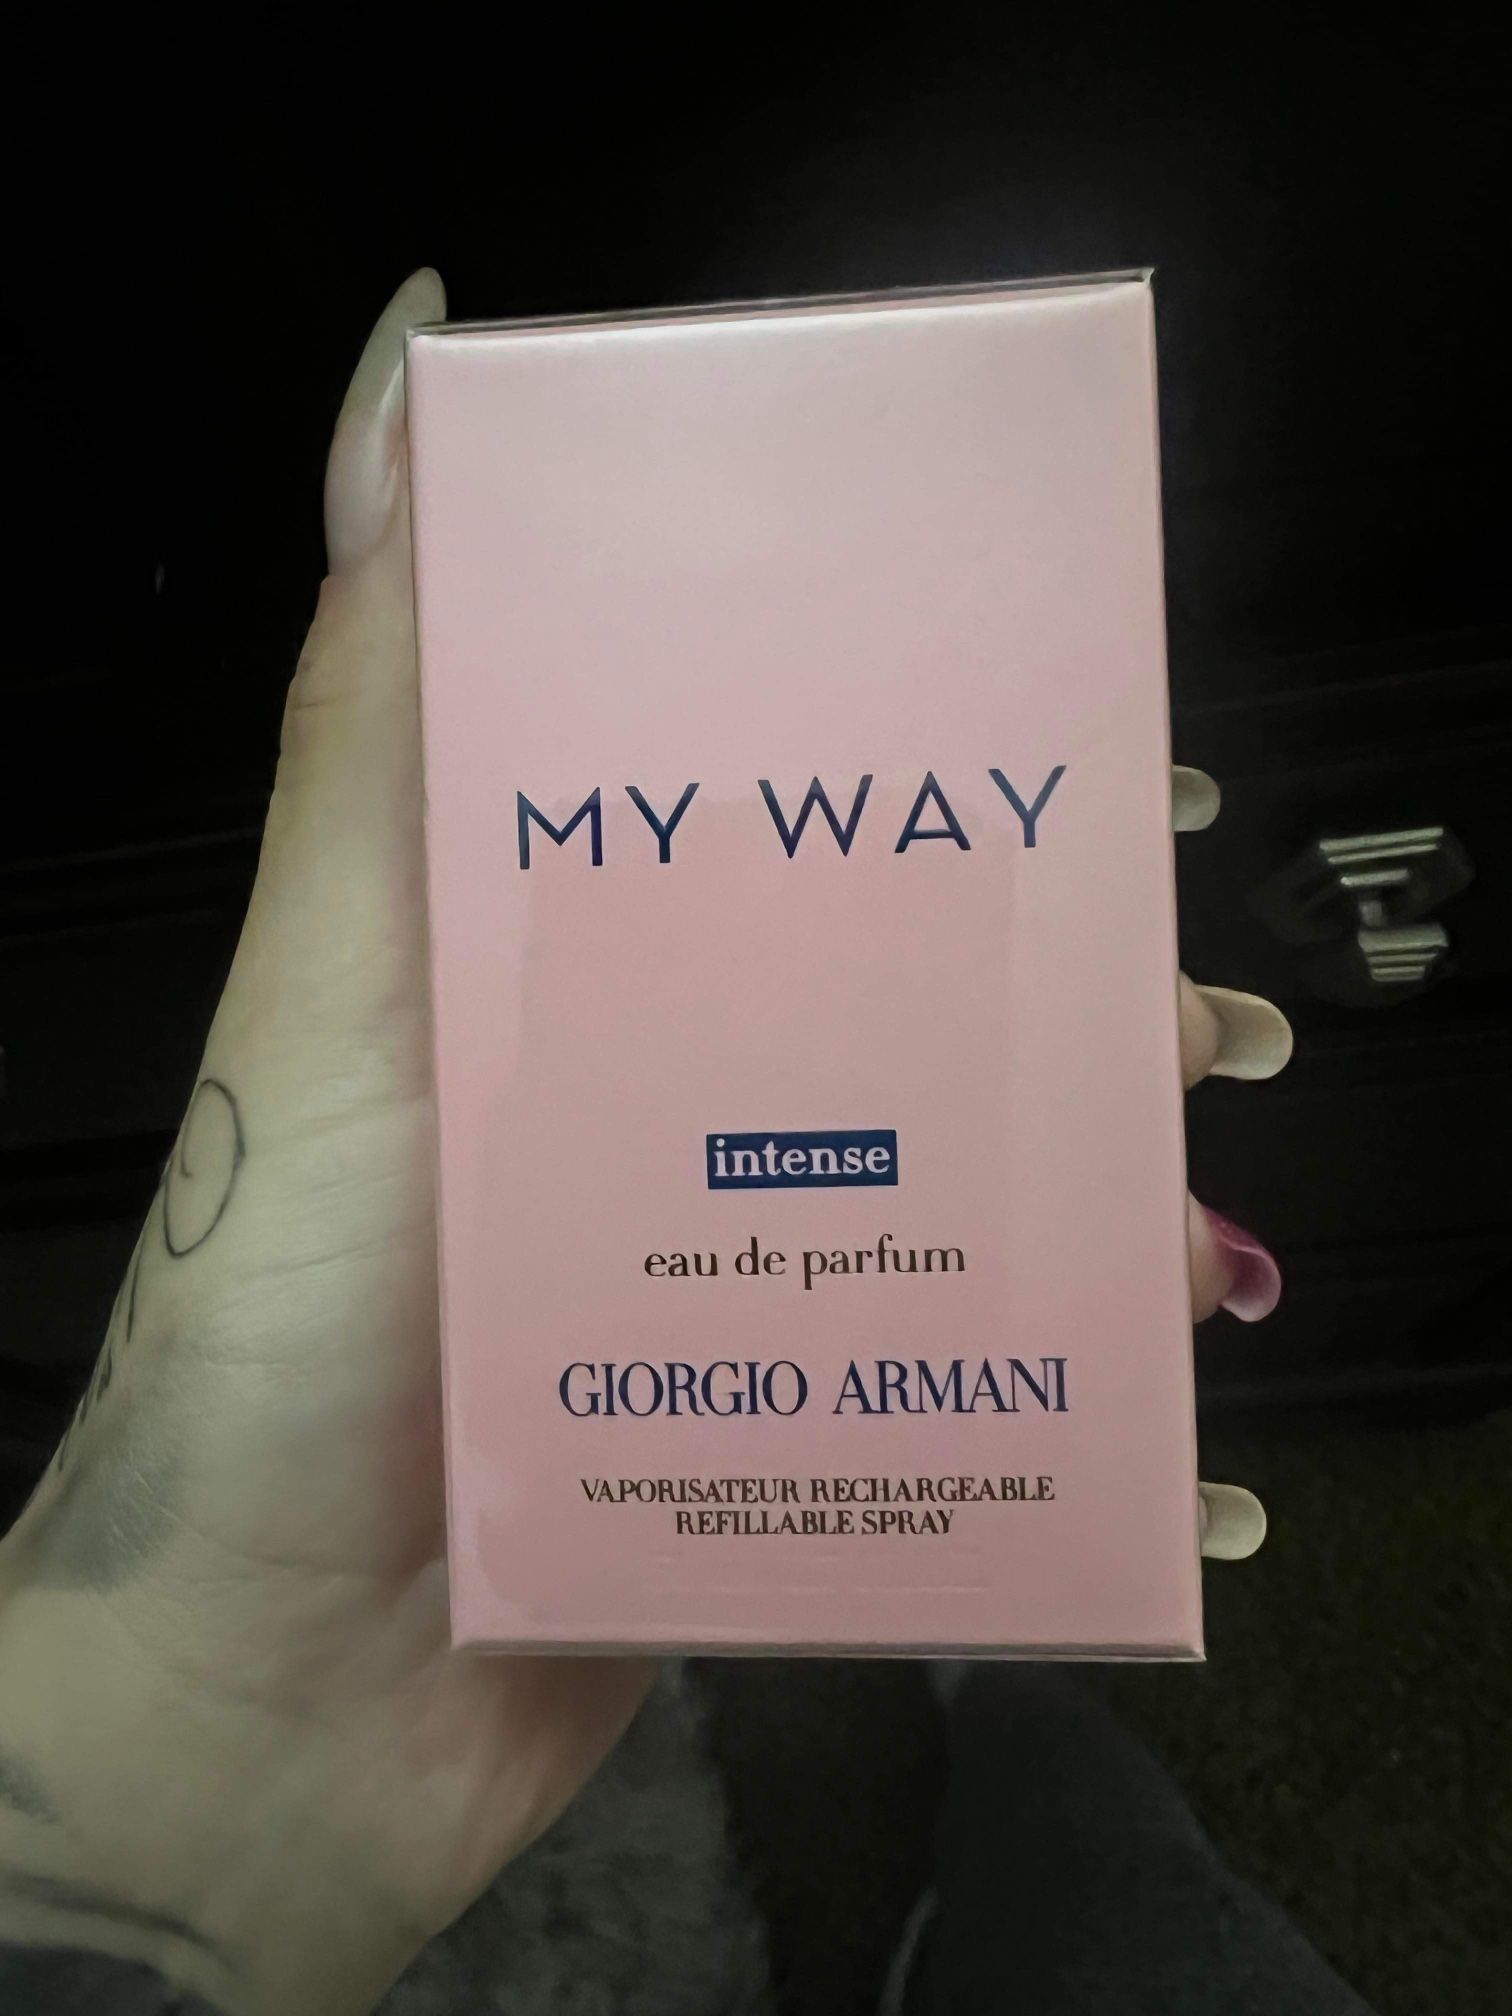 MY WAY
intense
eau de parfum
GIORGIO ARMANI
VAPORISATEUR RECHARGEABLE
REFILLABLE SPRAY